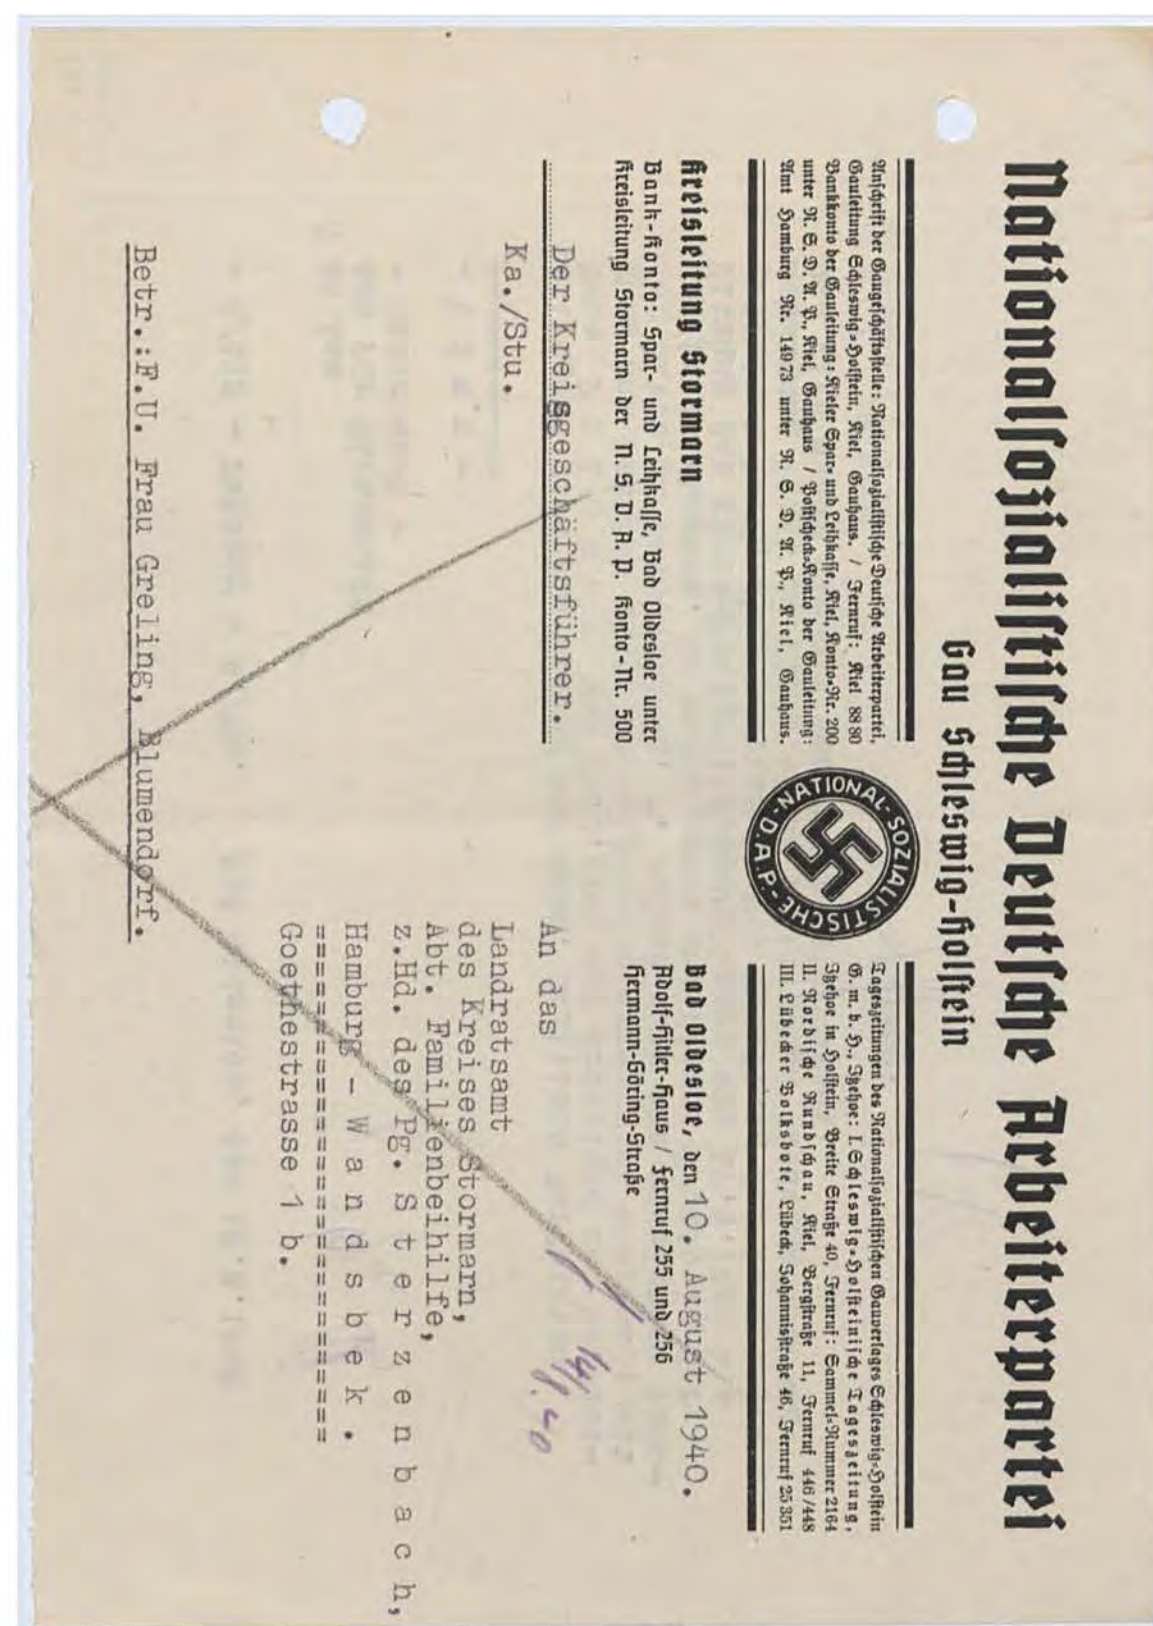 Nationalsozialistische Deutsche Arbeiterpartei
Gau Schleswig-Holstein
Anschrift der Gaugeschäftsstelle: Nationalsozialistische Deutsche Arbeiterpartei,
Gauleitung Schleswig-Holstein, Kiel, Gauhaus. / Fernruf: Kiel 8880
Bankkonto der Gauleitung: Kieler Spar- und Leihkasse, Kiel, Konto-Nr. 200
unter N. S. D. A. P., Kiel, Gauhaus / Postscheck-Konto der Gauleitung:
Amt Hamburg Nr. 14973 unter N. S. D. A. P., Kiel, Gauhaus.
NATIONAL-SOZIALISTISCHE-D.A.P.-
Tageszeitungen des Nationalsozialistischen Gauverlages Schleswig-Holstein
G. m. b. H., Itzehoe: I. Schleswig-Holsteinische Tageszeitung,
Itzehoe in Holstein, Breite Straße 40, Fernruf: Sammel-Nummer 2164
II. Nordische Rundschau, Kiel, Bergstraße 11, Fernruf 446/448
III. Lübecker Volksbote, Lübeck, Johannisstraße 46, Fernruf 25351
Kreisleitung Stormarn
Bank-Konto: Spar- und Leihkasse, Bad Oldesloe unter
Kreisleitung Stormarn der N. S. D. A. P. Konto-Nr. 500
Bad Oldesloe, den 10. August 1940.
Adolf-Hitler-Haus / Fernruf 255 und 256
Hermann-Göring-Straße
Der Kreisgeschäftsführer.
Ka./Stu.
14/8.40
An das
Landratsamt
des Kreises Stormarn,
Abt. Familienbeihilfe,
z.Hd. des Pg. S t e r z e n b a c h,
Hamburg - W a n d s b e k .
==========================
Goethestrasse 1 b.
Betr.:F.U. Frau Greling, Blumendorf.